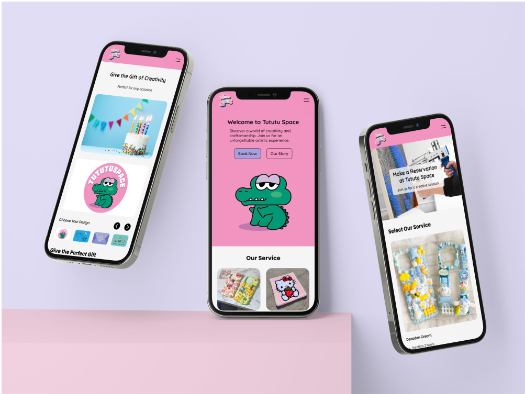 Give the Gift of Creativity
Perfect for any occasion
TUTUTUSPACE
Choose Your Design
Give the Perfect Gift
Welcome to Tututu Space
Discover a world of creativity and
craftsmanship. Join us for an
unforgettable artistic experience.
Book Now
Our Story
Our Service
Make a Reservation
at Tututu Space
Select Our Service